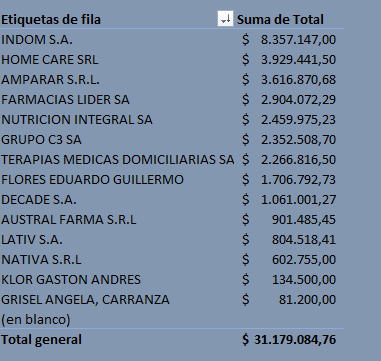 Etiquetas de fila Suma de Total
INDOM S.A. $ 8.357.147,00
HOME CARE SRL $ 3.929.441,50
AMPARAR S.R.L. $ 3.616.870,68
FARMACIAS LIDER SA $ 2.904.072,29
NUTRICION INTEGRAL SA $ 2.459.975,23
GRUPO C3 SA $ 2.352.508,70
TERAPIAS MEDICAS DOMICILIARIAS SA $ 2.266.816,50
FLORES EDUARDO GUILLERMO $ 1.706.792,73
DECADE S.A. $ 1.061.001,27
AUSTRAL FARMA S.R.L $ 901.485,45
LATIV S.A. $ 804.518,41
NATIVA S.R.L $ 602.755,00
KLOR GASTON ANDRES $ 134.500,00
GRISEL ANGELA, CARRANZA $ 81.200,00
(en blanco)
Total general $ 31.179.084,76